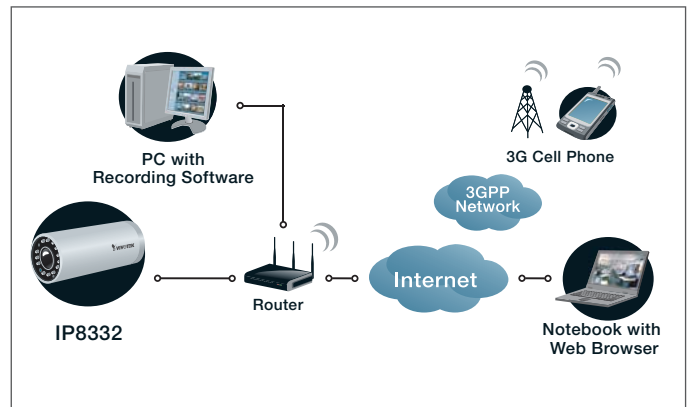 PC with
Recording Software
3G Cell Phone
3GPP
Network
IP8332
Router
Internet
Notebook with
Web Browser